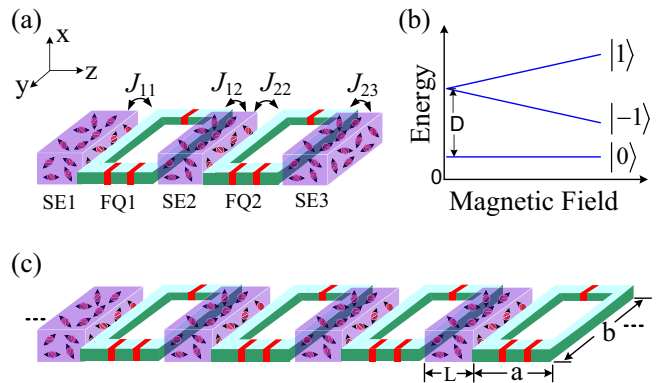 (a)
x
y
z
J11
J12
J22
J23
SE1
FQ1
SE2
FQ2
SE3
(b)
Energy
D
0
|1⟩
|−1⟩
|0⟩
Magnetic Field
(c)
L
a
b